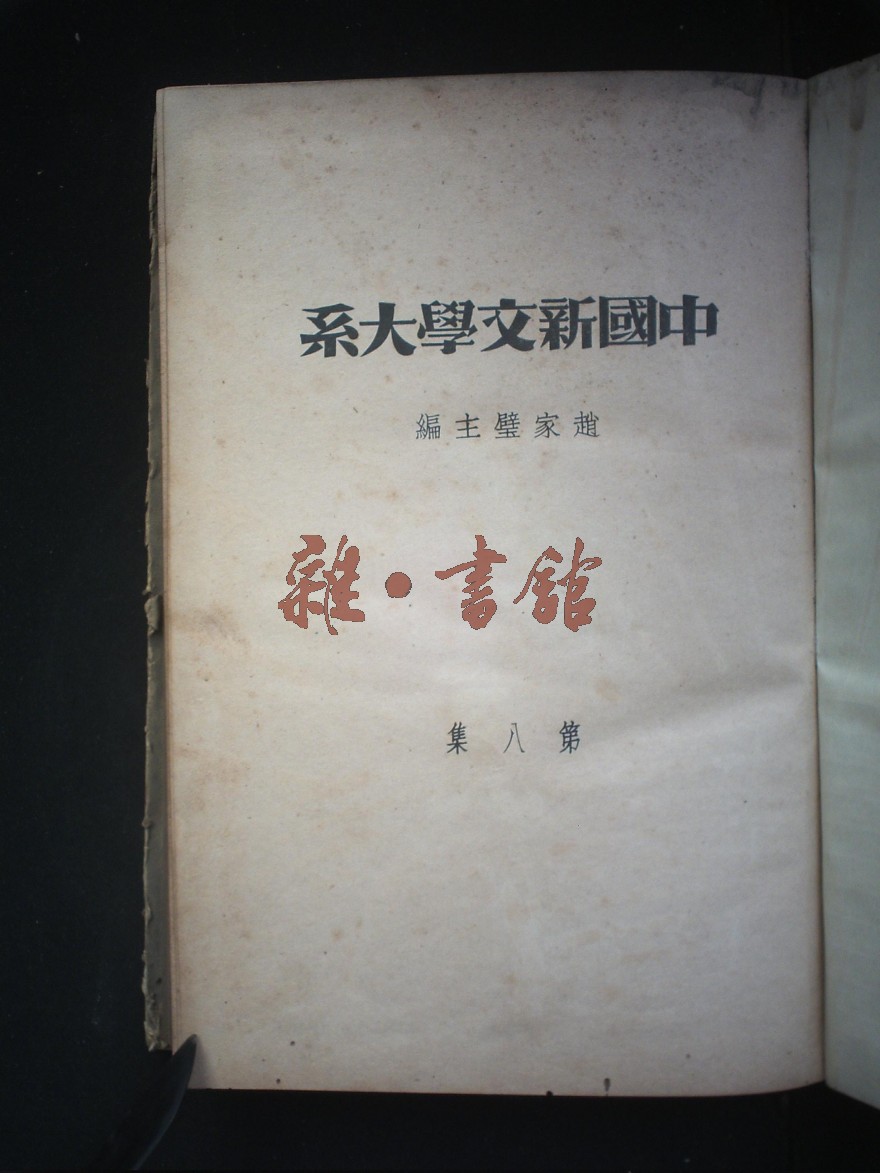 中國新文學大系
趙家璧主編
雜·書館
第八集